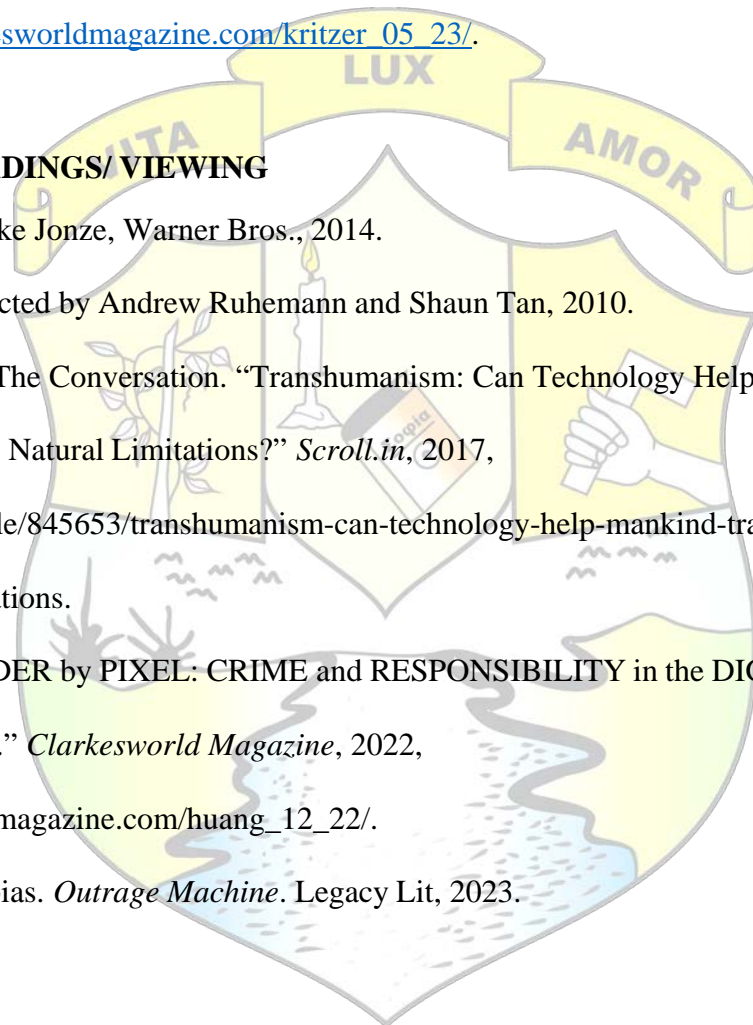 esworldmagazine.com/kritzer_05_23/.
LUX
VITA
AMOR
DINGS/ VIEWING
ke Jonze, Warner Bros., 2014.
cted by Andrew Ruhemann and Shaun Tan, 2010.
The Conversation. “Transhumanism: Can Technology Help
Natural Limitations?” Scroll.in, 2017,
le/845653/transhumanism-can-technology-help-mankind-tra
tions.
DER by PIXEL: CRIME and RESPONSIBILITY in the DIG
.” Clarkesworld Magazine, 2022,
magazine.com/huang_12_22/.
ias. Outrage Machine. Legacy Lit, 2023.